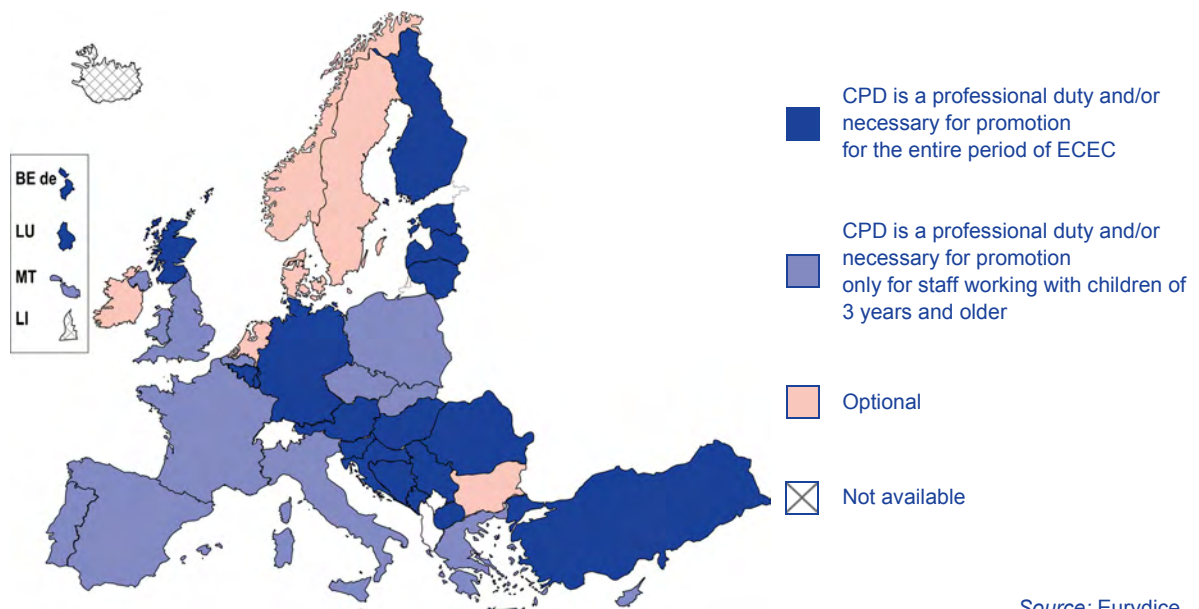 BE de
LU
MT
LI
CPD is a professional duty and/or
necessary for promotion
for the entire period of ECEC
CPD is a professional duty and/or
necessary for promotion
only for staff working with children of
3 years and older
Optional
Not available
Source: Eurydice